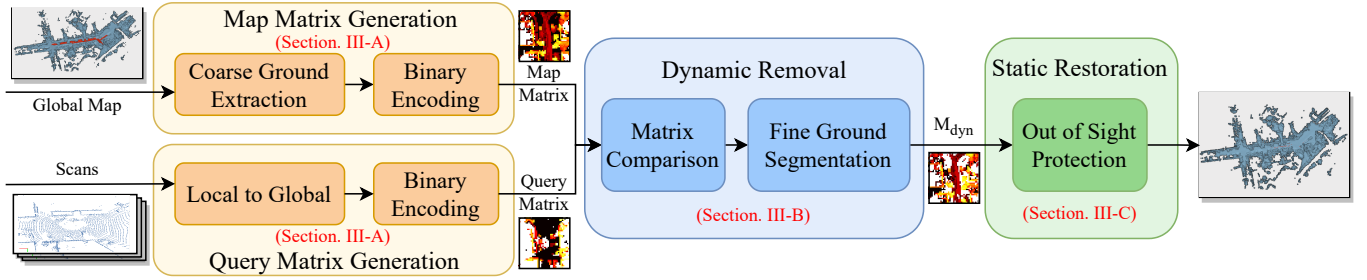 Map Matrix Generation
(Section. III-A)
Coarse Ground
Extraction
Binary
Encoding
Global Map
Map
Matrix
Scans
Local to Global
Binary
Encoding
(Section. III-A)
Query Matrix Generation
Query
Matrix
Dynamic Removal
Matrix
Comparison
Fine Ground
Segmentation
(Section. III-B)
M_dyn
Static Restoration
Out of Sight
Protection
(Section. III-C)